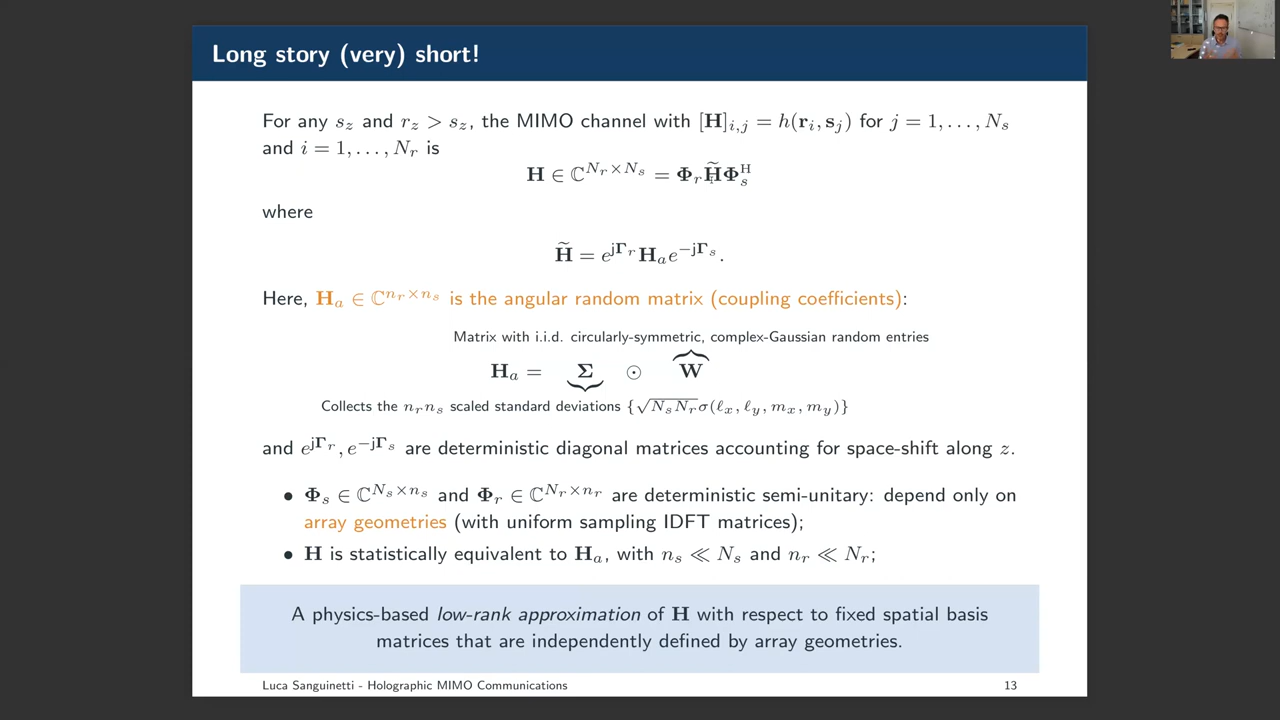 Long story (very) short!
For any s_z and r_z > s_z, the MIMO channel with [H]_{i,j} = h(r_i, s_j) for j = 1, . . . , N_s
and i = 1, . . . , N_r is
H ∈ ℂ^{N_r×N_s} = Φ_r H̃ Φ_s^H
where
H̃ = e^{jΓ_r} H_a e^{−jΓ_s}.
Here, H_a ∈ ℂ^{n_r×n_s} is the angular random matrix (coupling coefficients):
Matrix with i.i.d. circularly-symmetric, complex-Gaussian random entries
H_a = Σ ⊙ W
Collects the n_r n_s scaled standard deviations {√(N_s N_r) σ(ℓ_x, ℓ_y, m_x, m_y)}
and e^{jΓ_r}, e^{−jΓ_s} are deterministic diagonal matrices accounting for space-shift along z.
• Φ_s ∈ ℂ^{N_s×n_s} and Φ_r ∈ ℂ^{N_r×n_r} are deterministic semi-unitary: depend only on
array geometries (with uniform sampling IDFT matrices);
• H is statistically equivalent to H_a, with n_s ≪ N_s and n_r ≪ N_r;
A physics-based low-rank approximation of H with respect to fixed spatial basis
matrices that are independently defined by array geometries.
Luca Sanguinetti - Holographic MIMO Communications 13